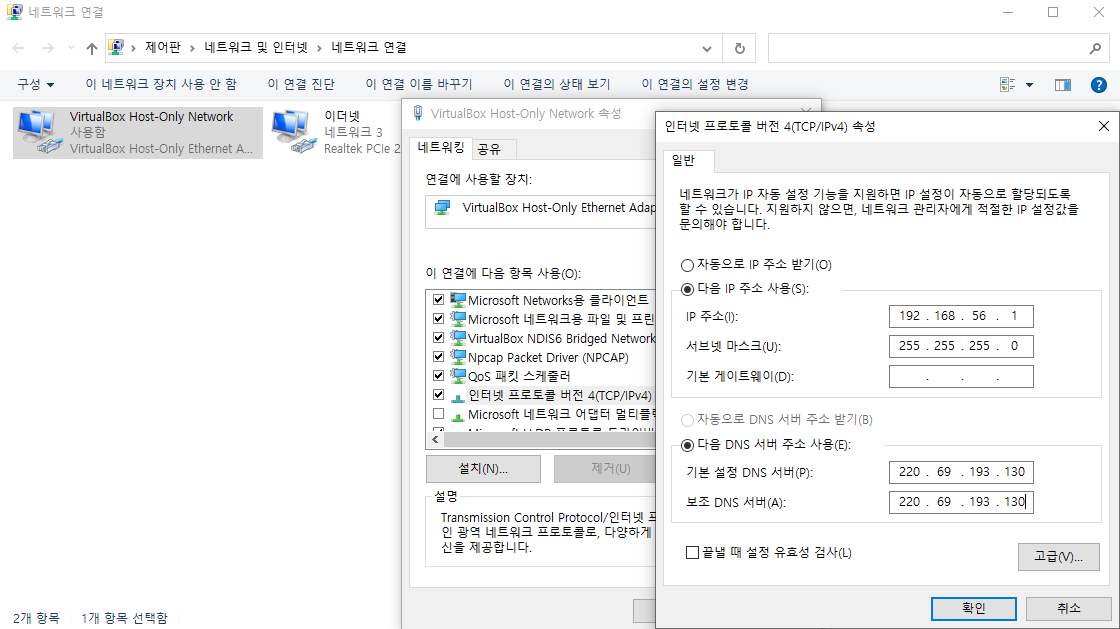 네트워크 연결
제어판 > 네트워크 및 인터넷 > 네트워크 연결
구성 이 네트워크 장치 사용 안 함 이 연결 진단 이 연결 이름 바꾸기 이 연결의 상태 보기 이 연결의 설정 변경
VirtualBox Host-Only Network
사용함
VirtualBox Host-Only Ethernet A...
이더넷
네트워크 3
Realtek PCIe 2
VirtualBox Host-Only Network 속성
네트워킹 공유
연결에 사용할 장치:
VirtualBox Host-Only Ethernet Adap
이 연결에 다음 항목 사용(O):
Microsoft Networks용 클라이언트
Microsoft 네트워크용 파일 및 프린
VirtualBox NDIS6 Bridged Network
Npcap Packet Driver (NPCAP)
QoS 패킷 스케줄러
인터넷 프로토콜 버전 4(TCP/IPv4)
Microsoft 네트워크 어댑터 멀티플렉
설치(N)... 제거(U)
설명
Transmission Control Protocol/인터넷 프
인 광역 네트워크 프로토콜로, 다양하게
신을 제공합니다.
인터넷 프로토콜 버전 4(TCP/IPv4) 속성
일반
네트워크가 IP 자동 설정 기능을 지원하면 IP 설정이 자동으로 할당되도록
할 수 있습니다. 지원하지 않으면, 네트워크 관리자에게 적절한 IP 설정값을
문의해야 합니다.
자동으로 IP 주소 받기(O)
다음 IP 주소 사용(S):
IP 주소(I): 192 . 168 . 56 . 1
서브넷 마스크(U): 255 . 255 . 255 . 0
기본 게이트웨이(D): . . .
자동으로 DNS 서버 주소 받기(B)
다음 DNS 서버 주소 사용(E):
기본 설정 DNS 서버(P): 220 . 69 . 193 . 130
보조 DNS 서버(A): 220 . 69 . 193 . 130
끝낼 때 설정 유효성 검사(L)
고급(V)...
확인 취소
2개 항목 1개 항목 선택함